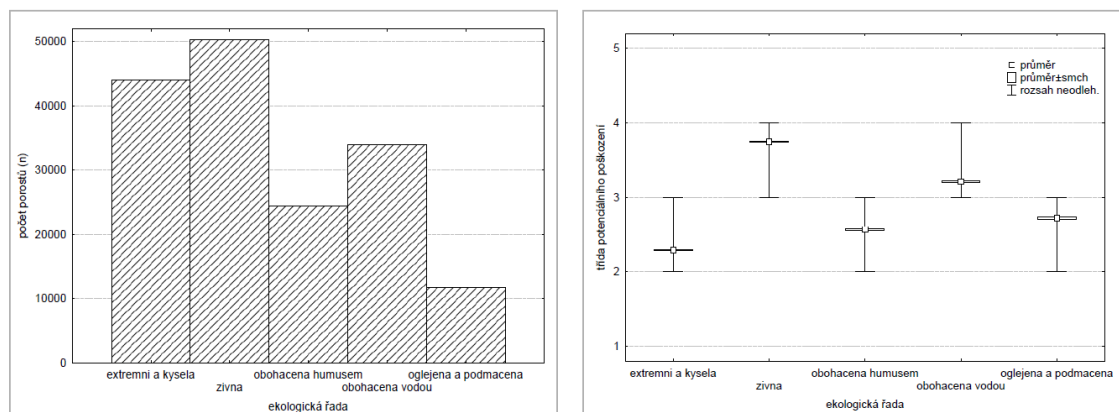 50000
40000
30000
20000
10000
0
počet porostů (n)
extremni a kysela
zivna
obohacena humusem
obohacena vodou
oglejena a podmacena
ekologická řada
5
4
3
2
1
třída potenciálního poškození
průměr
průměr±smch
rozsah neodleh.
extremni a kysela
zivna
obohacena humusem
obohacena vodou
oglejena a podmacena
ekologická řada